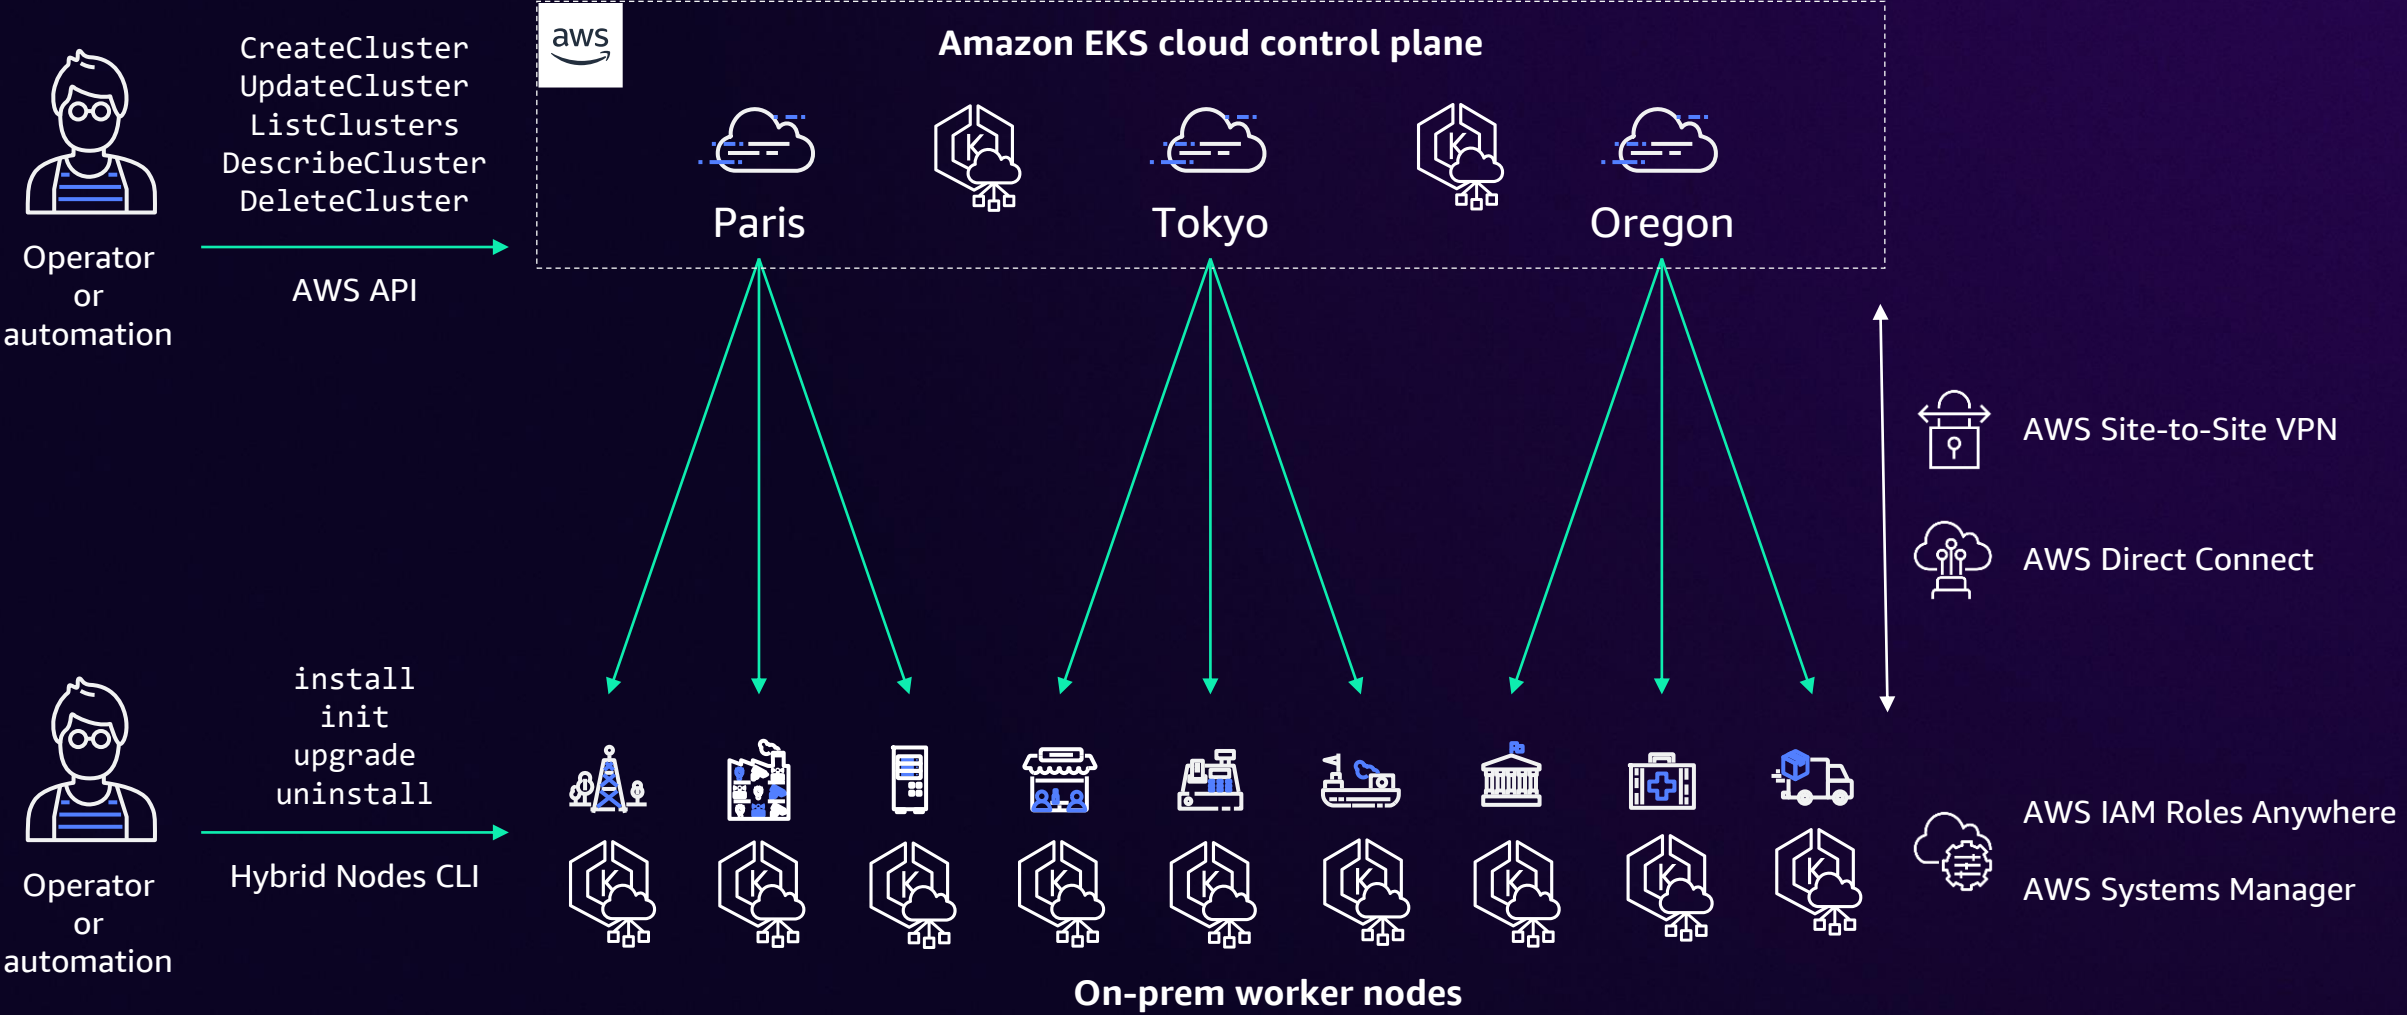 CreateCluster
UpdateCluster
ListClusters
DescribeCluster
DeleteCluster
Operator
or
automation
AWS API
aws
Amazon EKS cloud control plane
K
K
Paris
Tokyo
Oregon
AWS Site-to-Site VPN
AWS Direct Connect
install
init
upgrade
uninstall
Operator
or
automation
Hybrid Nodes CLI
K
K
K
K
K
K
K
K
K
On-prem worker nodes
AWS IAM Roles Anywhere
AWS Systems Manager